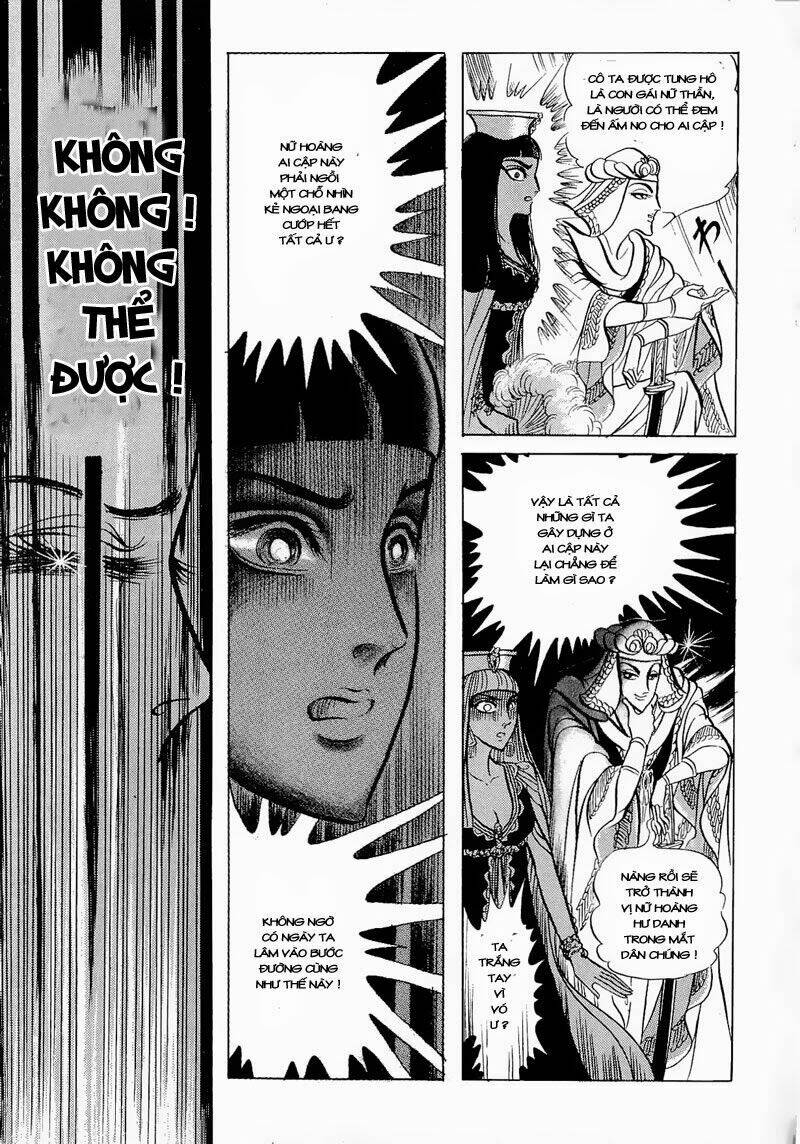 CÔ TA ĐƯỢC TUNG HÔ
LÀ CON GÁI NỮ THẦN,
LÀ NGƯỜI CÓ THỂ ĐEM
ĐẾN ẤM NO CHO AI CẬP !
わー
VẬY LÀ TẤT CẢ
NHỮNG GÌ TA
GÂY DỰNG Ở
AI CẬP NÀY
LẠI CHẲNG ĐỂ
LÀM GÌ SAO ?
NÀNG RỒI SẼ
TRỞ THÀNH
VỊ NỮ HOÀNG
HƯ DANH
TRONG MẮT
DÂN CHÚNG !
TA
TRẮNG
TAY
VÌ
VÓ
Ư ?
NỮ HOÀNG
AI CẬP NÀY
PHẢI NGỒI
MỘT CHỖ NHÌN
KẺ NGOẠI BANG
CƯỚP HẾT
TẤT CẢ Ư ?
KHÔNG NGỜ
CÓ NGÀY TA
LÂM VÀO BƯỚC
ĐƯỜNG CÙNG
NHƯ THẾ NÀY !
KHÔNG
KHÔNG !
KHÔNG
THỂ
ĐƯỢC !